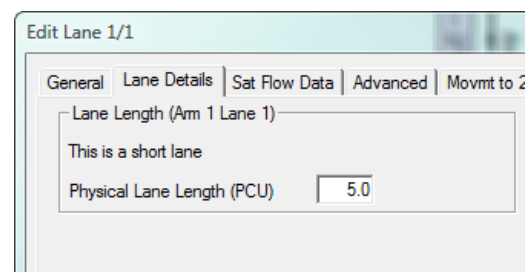 Edit Lane 1/1
General Lane Details Sat Flow Data Advanced Movmt to 2
Lane Length (Arm 1 Lane 1)
This is a short lane
Physical Lane Length (PCU) 5.0